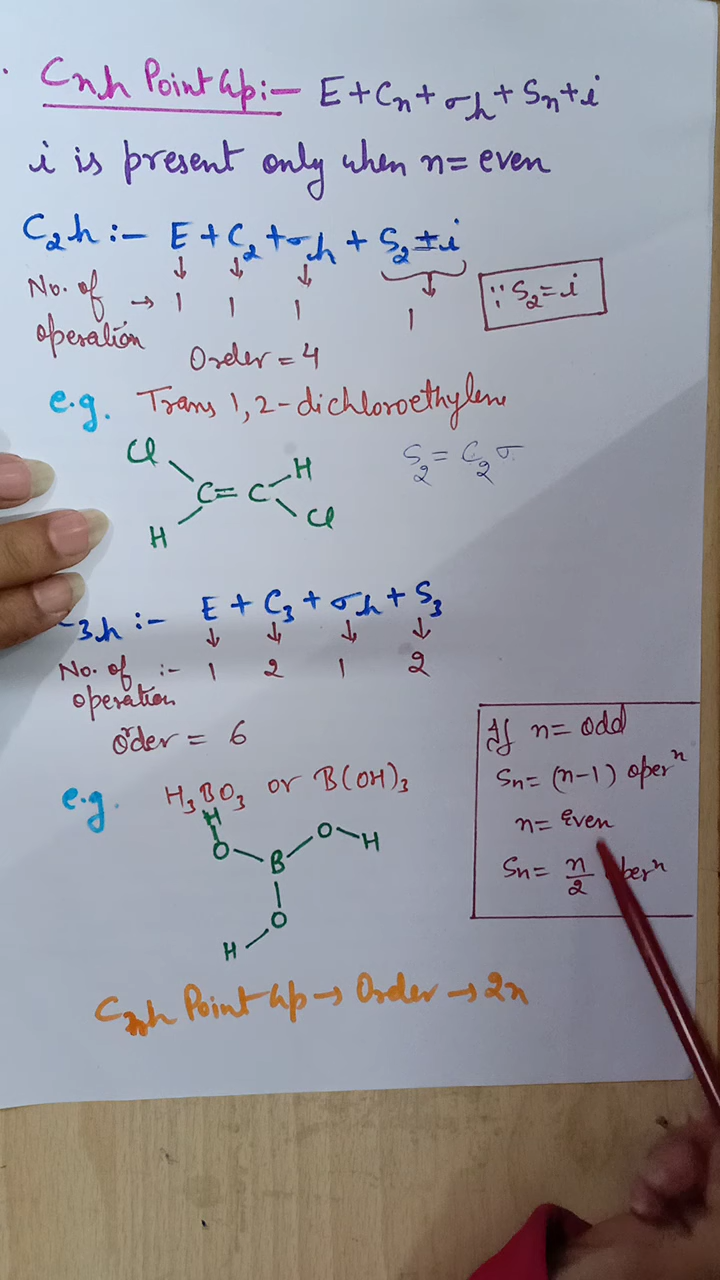 Cnh Point Gp:- E + Cn + σh + Sn + i
i is present only when n = even
C2h :- E + C2 + σh + S2 + i
No. of operation → 1 1 1 1
∵ S2 = i
Order = 4
e.g. Trans 1,2-dichloroethylene
Cl H
C = C
H Cl
S2 = C2 σ
3h :- E + C3 + σh + S3
No. of operation :- 1 2 1 2
Order = 6
If n = odd
Sn = (n-1) operⁿ
n = Even
Sn = n/2 operⁿ
e.g. H3BO3 or B(OH)3
H
O B O H
O
H
Cnh Point Gp → Order → 2n